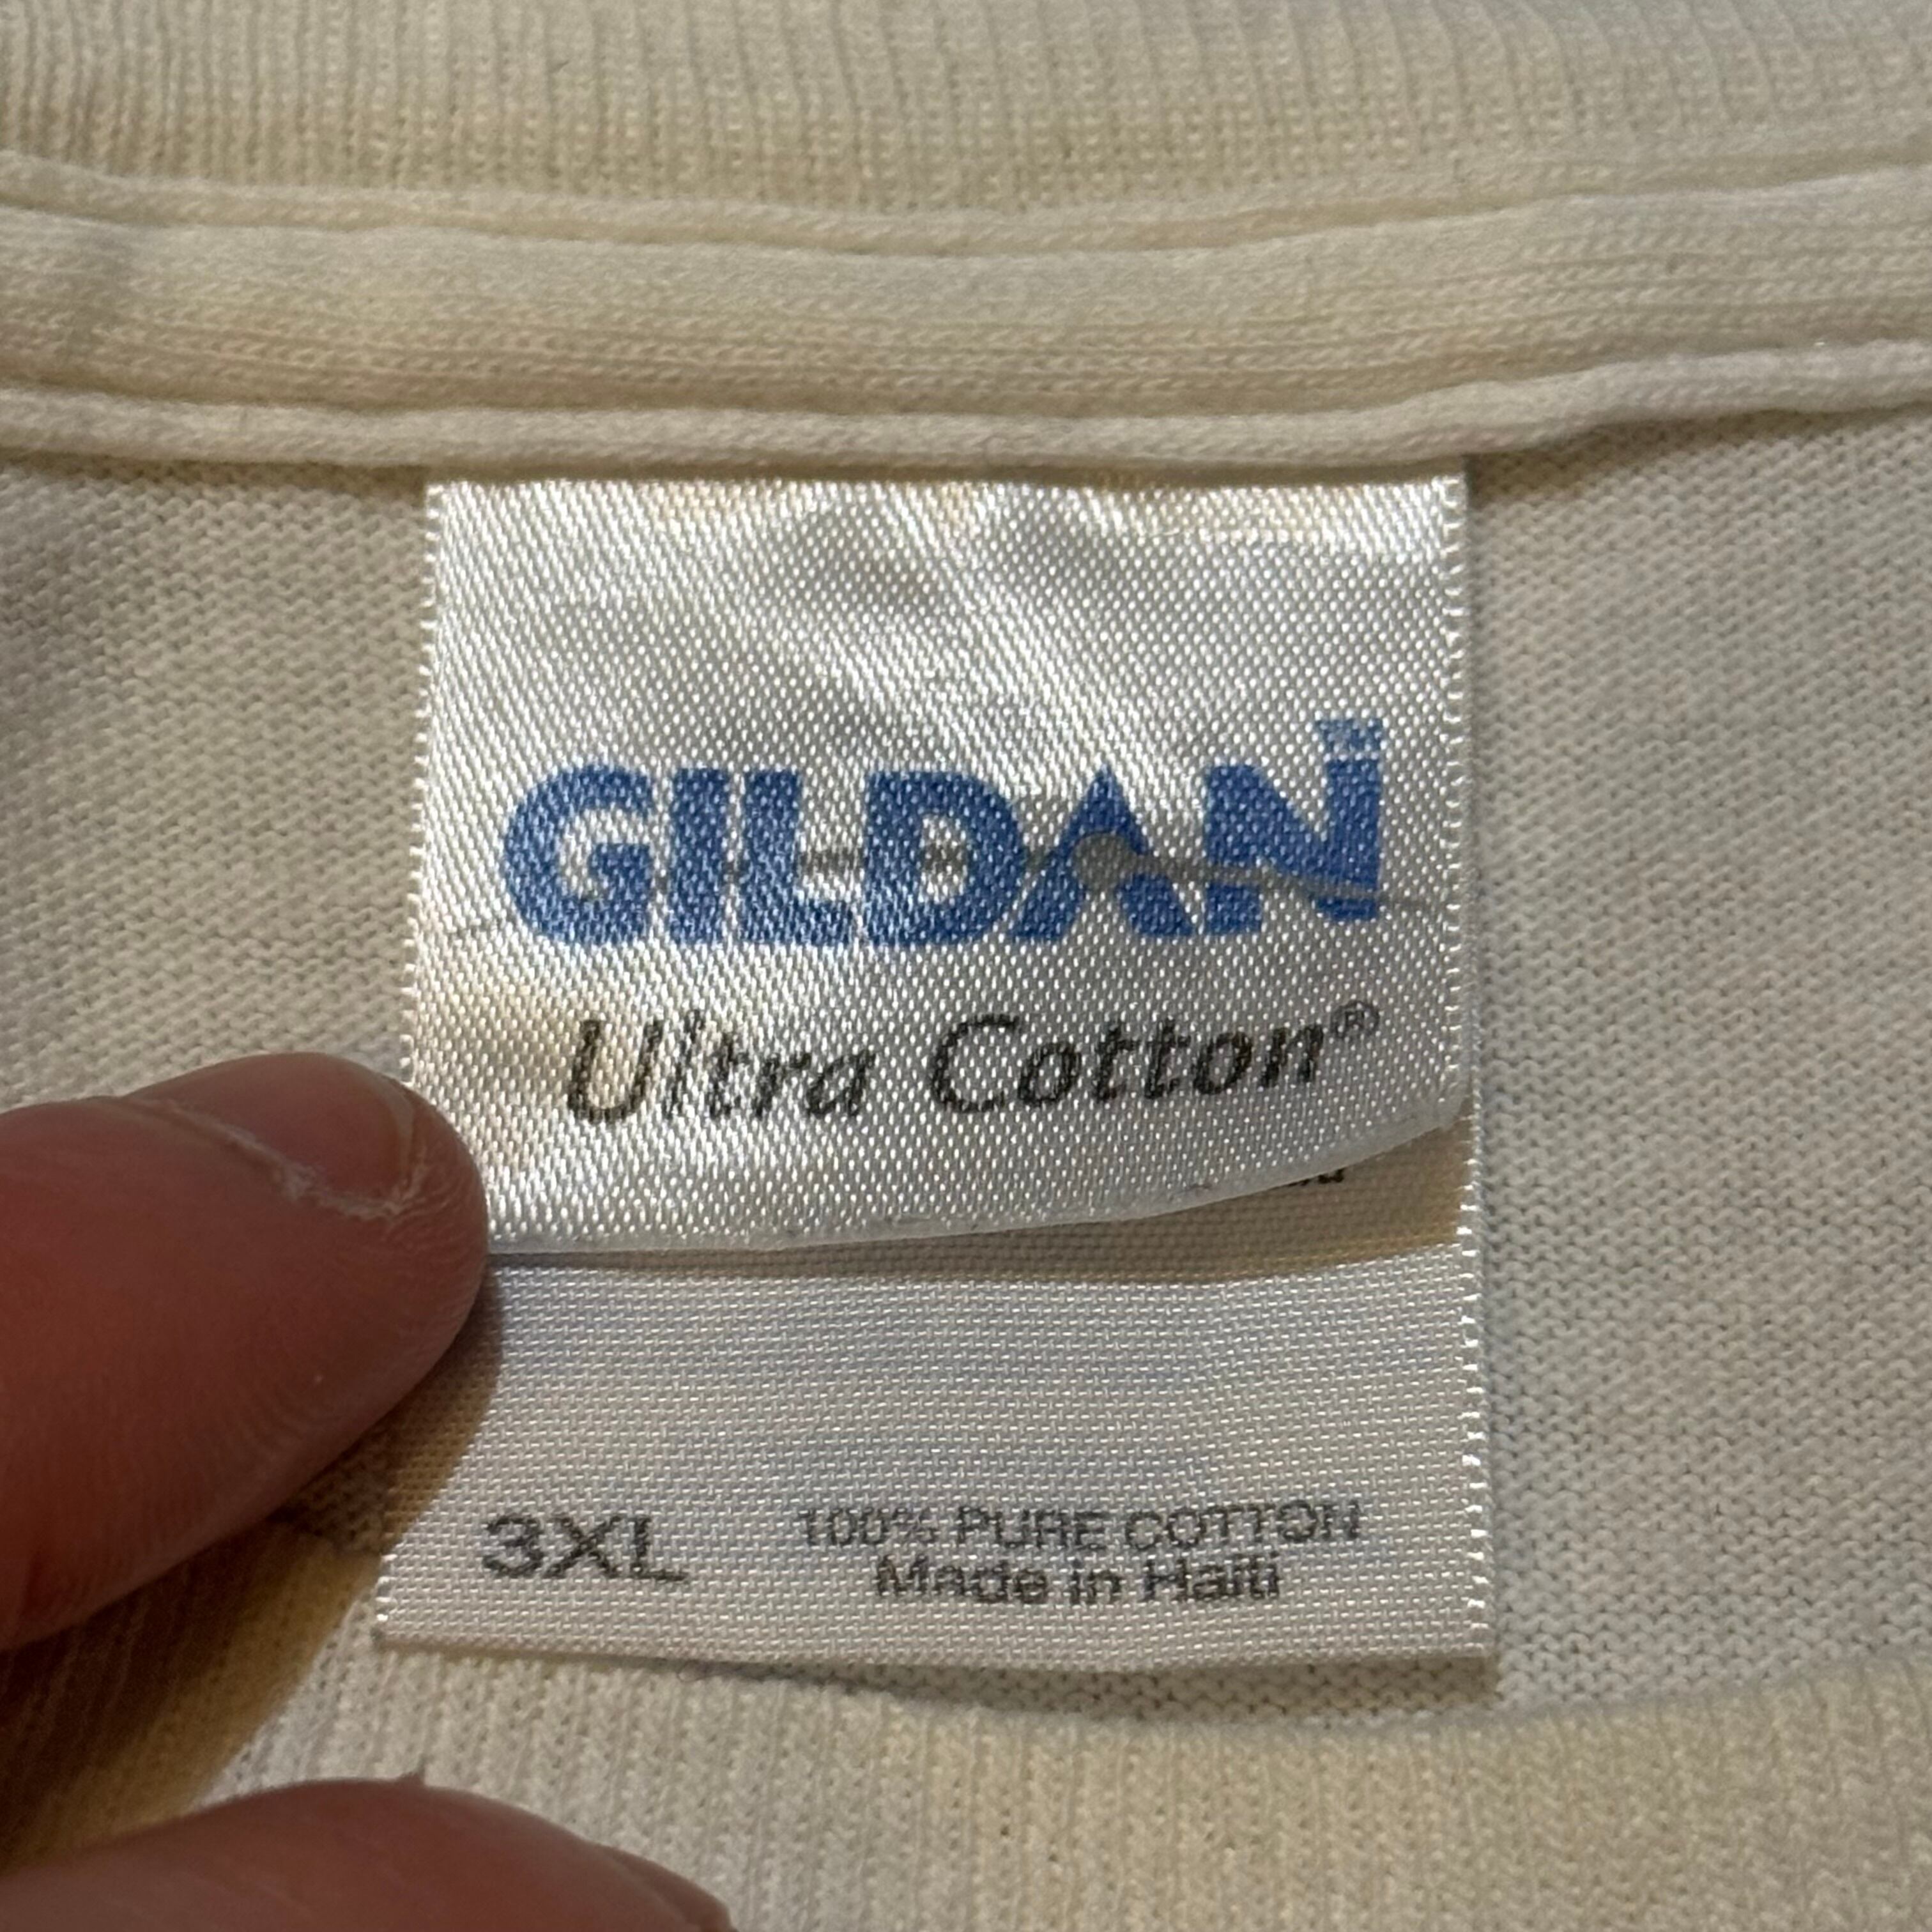 GILDAN
Ultra Cotton®
3XL
100% PURE COTTON
Made in Haiti